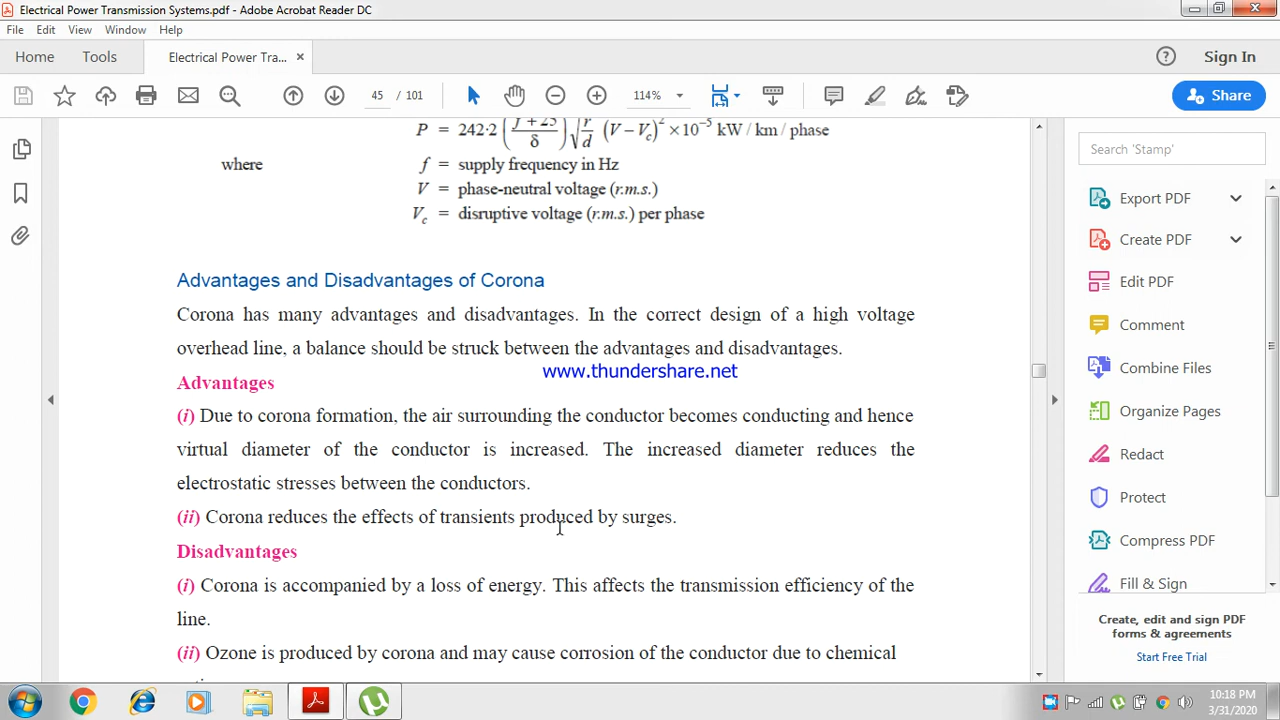 Electrical Power Transmission Systems.pdf - Adobe Acrobat Reader DC
File Edit View Window Help
Home Tools Electrical Power Tra... × Sign In
45 / 101 114% Share
P = 242·2 (f + 25 / δ) √(r / d) (V – Vc)² × 10⁻⁵ kW / km / phase
where f = supply frequency in Hz
V = phase-neutral voltage (r.m.s.)
Vc = disruptive voltage (r.m.s.) per phase
Advantages and Disadvantages of Corona
Corona has many advantages and disadvantages. In the correct design of a high voltage
overhead line, a balance should be struck between the advantages and disadvantages.
www.thundershare.net
Advantages
(i) Due to corona formation, the air surrounding the conductor becomes conducting and hence
virtual diameter of the conductor is increased. The increased diameter reduces the
electrostatic stresses between the conductors.
(ii) Corona reduces the effects of transients produced by surges.
Disadvantages
(i) Corona is accompanied by a loss of energy. This affects the transmission efficiency of the
line.
(ii) Ozone is produced by corona and may cause corrosion of the conductor due to chemical
Search 'Stamp'
Export PDF
Create PDF
Edit PDF
Comment
Combine Files
Organize Pages
Redact
Protect
Compress PDF
Fill & Sign
Create, edit and sign PDF
forms & agreements
Start Free Trial
10:18 PM
3/31/2020